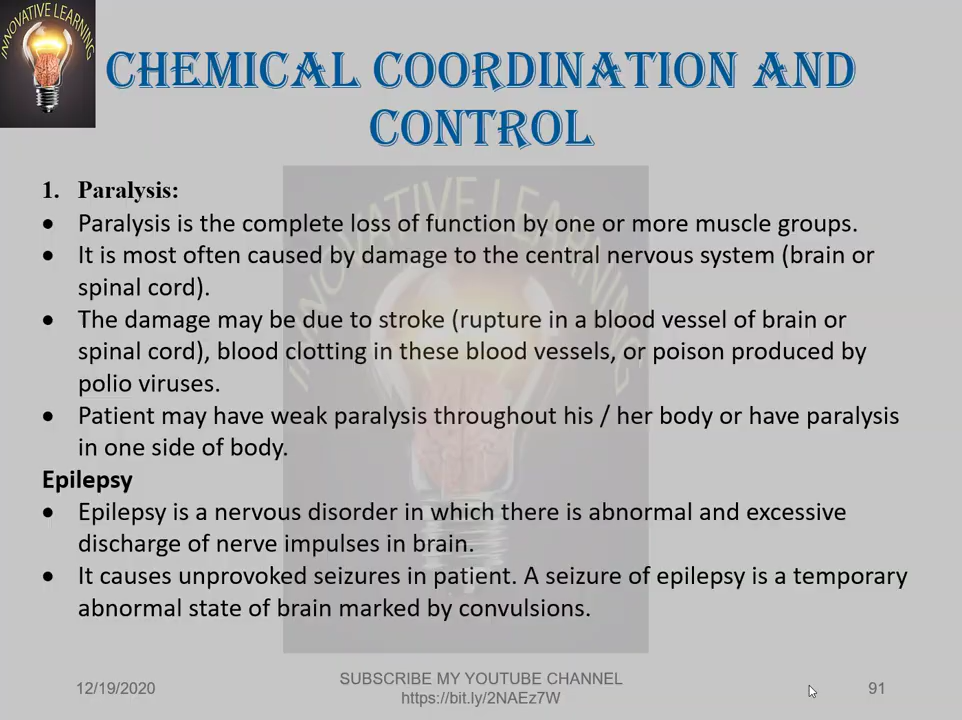 INNOVATIVE LEARNING
CHEMICAL COORDINATION AND
CONTROL
INNOVATIVE LEARNING
1. Paralysis:
• Paralysis is the complete loss of function by one or more muscle groups.
• It is most often caused by damage to the central nervous system (brain or
spinal cord).
• The damage may be due to stroke (rupture in a blood vessel of brain or
spinal cord), blood clotting in these blood vessels, or poison produced by
polio viruses.
• Patient may have weak paralysis throughout his / her body or have paralysis
in one side of body.
Epilepsy
• Epilepsy is a nervous disorder in which there is abnormal and excessive
discharge of nerve impulses in brain.
• It causes unprovoked seizures in patient. A seizure of epilepsy is a temporary
abnormal state of brain marked by convulsions.
12/19/2020
SUBSCRIBE MY YOUTUBE CHANNEL
https://bit.ly/2NAEz7W
91